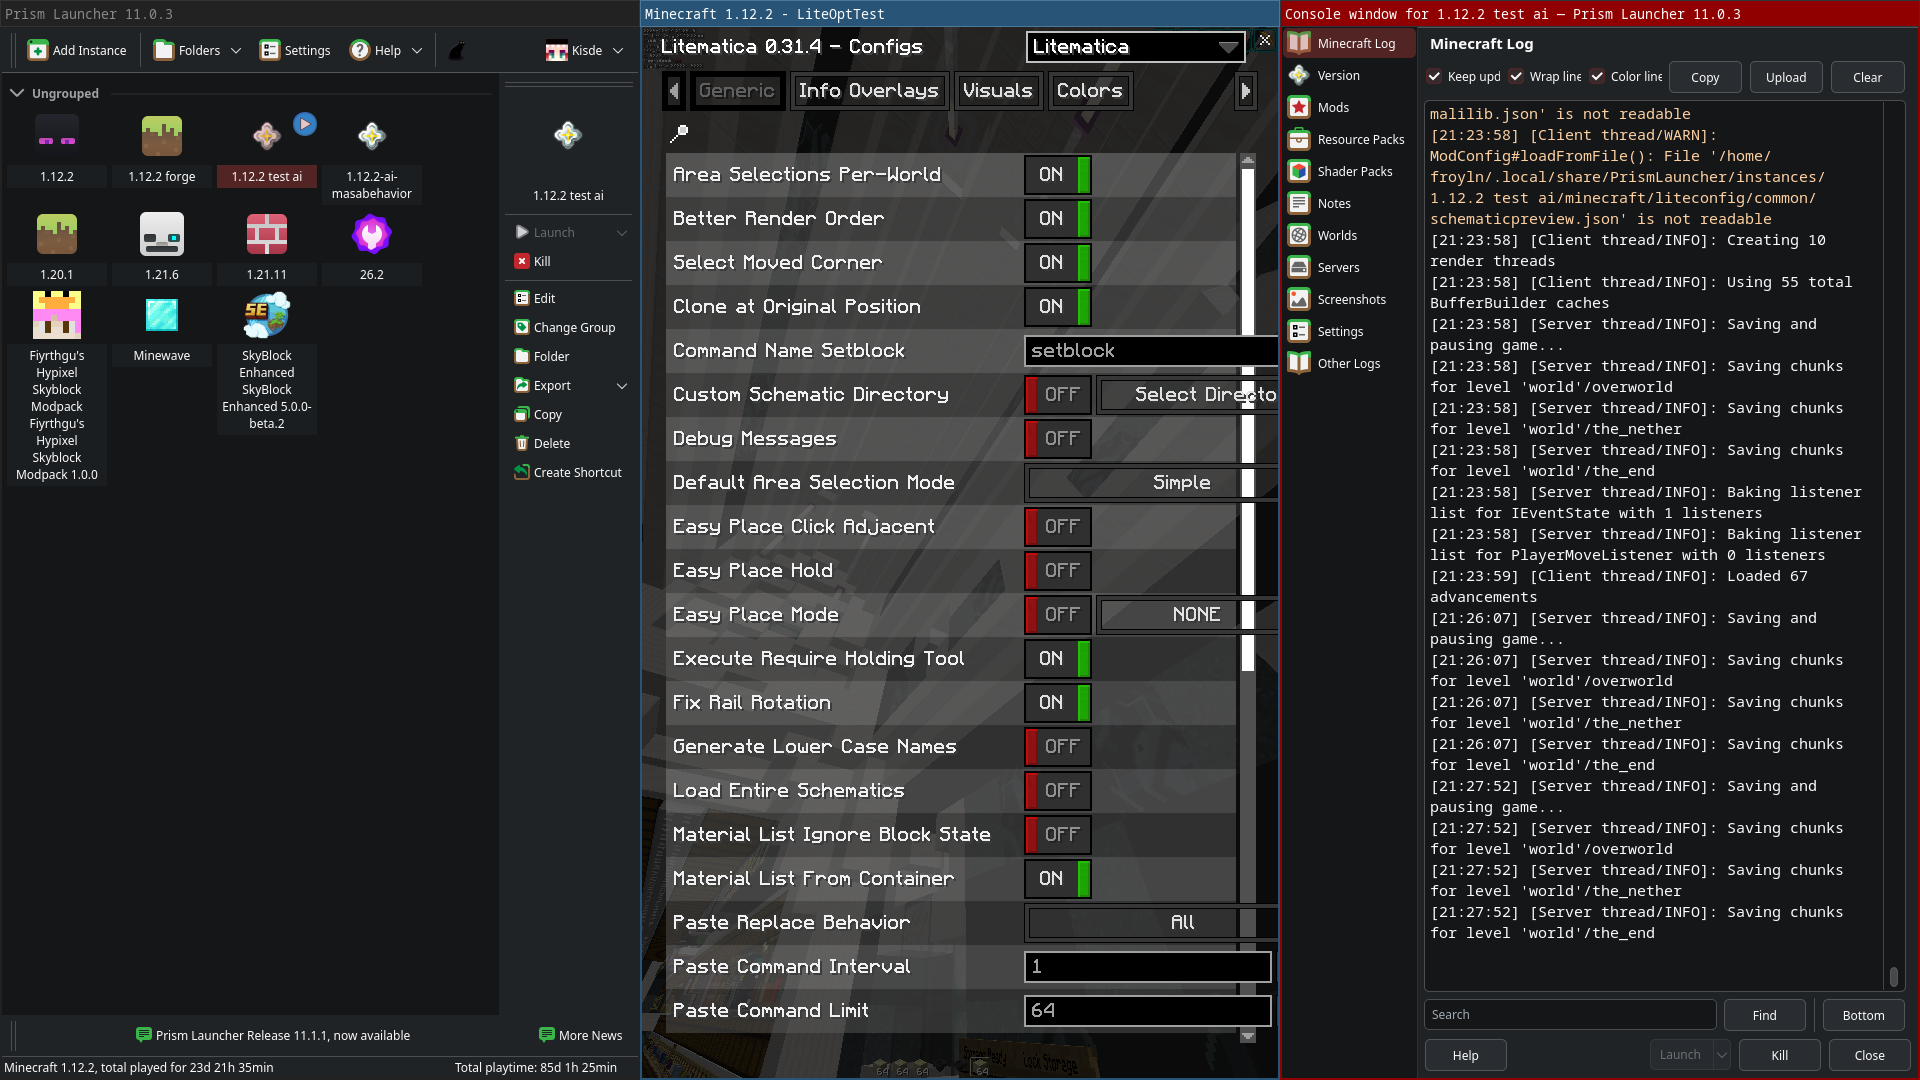 Prism Launcher 11.0.3
Add Instance
Folders
Settings
Help
Kisde
Ungrouped
1.12.2
1.12.2 forge
1.12.2 test ai
1.12.2-ai-
masabehavior
1.20.1
1.21.6
1.21.11
26.2
Fiyrthgu's
Hypixel
Skyblock
Modpack
Fiyrthgu's
Hypixel
Skyblock
Modpack 1.0.0
Minewave
SkyBlock
Enhanced
SkyBlock
Enhanced 5.0.0-
beta.2
1.12.2 test ai
Launch
Kill
Edit
Change Group
Folder
Export
Copy
Delete
Create Shortcut
Prism Launcher Release 11.1.1, now available
More News
Minecraft 1.12.2, total played for 23d 21h 35min
Total playtime: 85d 1h 25min
Minecraft 1.12.2 - LiteOptTest
Litematica 0.31.4 - Configs
Litematica
Generic
Info Overlays
Visuals
Colors
Area Selections Per-World ON
Better Render Order ON
Select Moved Corner ON
Clone at Original Position ON
Command Name Setblock setblock
Custom Schematic Directory OFF Select Directo
Debug Messages OFF
Default Area Selection Mode Simple
Easy Place Click Adjacent OFF
Easy Place Hold OFF
Easy Place Mode OFF NONE
Execute Require Holding Tool ON
Fix Rail Rotation ON
Generate Lower Case Names OFF
Load Entire Schematics OFF
Material List Ignore Block State OFF
Material List From Container ON
Paste Replace Behavior All
Paste Command Interval 1
Paste Command Limit 64
64 64 64
64
Console window for 1.12.2 test ai — Prism Launcher 11.0.3
Minecraft Log
Version
Mods
Resource Packs
Shader Packs
Notes
Worlds
Servers
Screenshots
Settings
Other Logs
Minecraft Log
Keep upd
Wrap line
Color line
Copy
Upload
Clear
malilib.json' is not readable
[21:23:58] [Client thread/WARN]:
ModConfig#loadFromFile(): File '/home/
froyln/.local/share/PrismLauncher/instances/
1.12.2 test ai/minecraft/liteconfig/common/
schematicpreview.json' is not readable
[21:23:58] [Client thread/INFO]: Creating 10
render threads
[21:23:58] [Client thread/INFO]: Using 55 total
BufferBuilder caches
[21:23:58] [Server thread/INFO]: Saving and
pausing game...
[21:23:58] [Server thread/INFO]: Saving chunks
for level 'world'/overworld
[21:23:58] [Server thread/INFO]: Saving chunks
for level 'world'/the_nether
[21:23:58] [Server thread/INFO]: Saving chunks
for level 'world'/the_end
[21:23:58] [Server thread/INFO]: Baking listener
list for IEventState with 1 listeners
[21:23:58] [Server thread/INFO]: Baking listener
list for PlayerMoveListener with 0 listeners
[21:23:59] [Client thread/INFO]: Loaded 67
advancements
[21:26:07] [Server thread/INFO]: Saving and
pausing game...
[21:26:07] [Server thread/INFO]: Saving chunks
for level 'world'/overworld
[21:26:07] [Server thread/INFO]: Saving chunks
for level 'world'/the_nether
[21:26:07] [Server thread/INFO]: Saving chunks
for level 'world'/the_end
[21:27:52] [Server thread/INFO]: Saving and
pausing game...
[21:27:52] [Server thread/INFO]: Saving chunks
for level 'world'/overworld
[21:27:52] [Server thread/INFO]: Saving chunks
for level 'world'/the_nether
[21:27:52] [Server thread/INFO]: Saving chunks
for level 'world'/the_end
Search
Find
Bottom
Help
Launch
Kill
Close